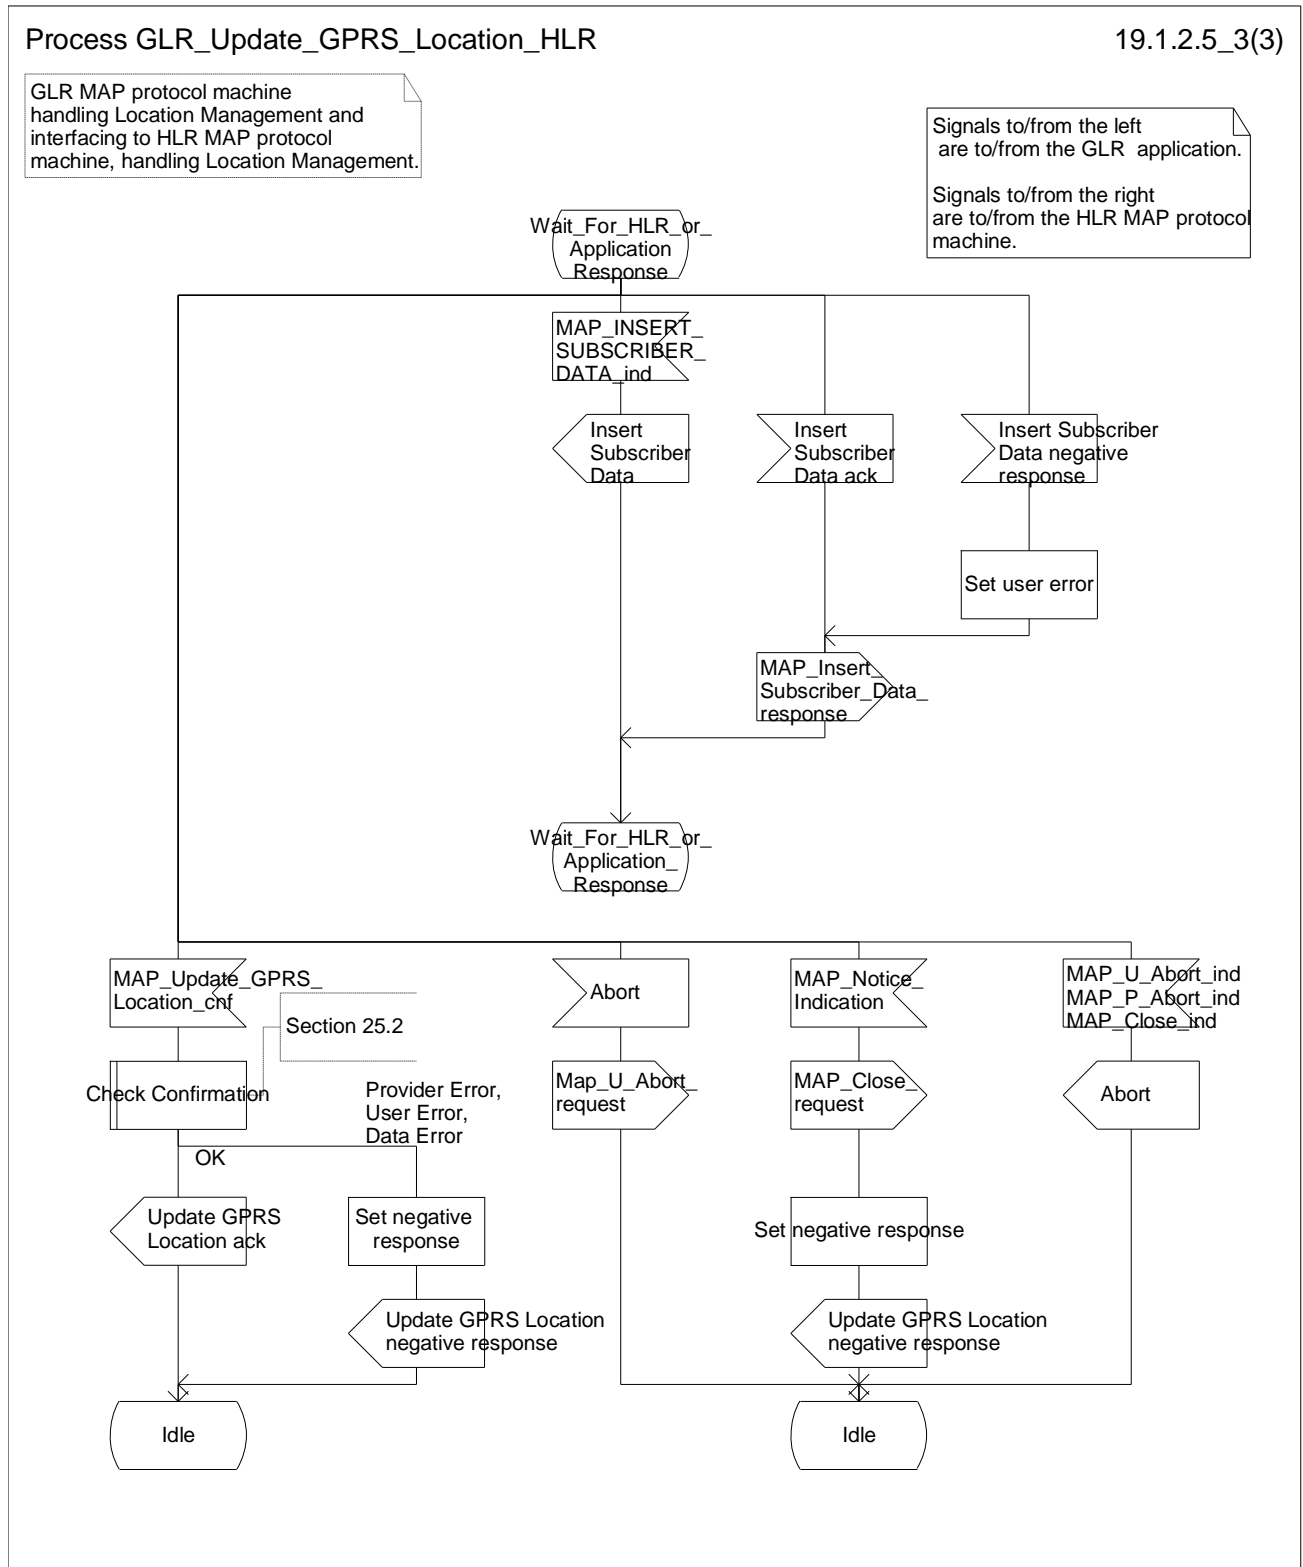 Process GLR_Update_GPRS_Location_HLR
19.1.2.5_3(3)
GLR MAP protocol machine
handling Location Management and
interfacing to HLR MAP protocol
machine, handling Location Management.
Signals to/from the left
are to/from the GLR application.
Signals to/from the right
are to/from the HLR MAP protocol
machine.
Wait_For_HLR_or_
Application
Response
MAP_INSERT_
SUBSCRIBER_
DATA_ind
Insert
Subscriber
Data
Insert
Subscriber
Data ack
Insert Subscriber
Data negative
response
Set user error
MAP_Insert_
Subscriber_Data_
response
Wait_For_HLR_or_
Application_
Response
MAP_Update_GPRS_
Location_cnf
Abort
MAP_Notice_
Indication
MAP_U_Abort_ind
MAP_P_Abort_ind
MAP_Close_ind
Section 25.2
Check Confirmation
Provider Error,
User Error,
Data Error
Map_U_Abort_
request
MAP_Close_
request
Abort
OK
Update GPRS
Location ack
Set negative
response
Set negative response
Update GPRS Location
negative response
Update GPRS Location
negative response
Idle
Idle